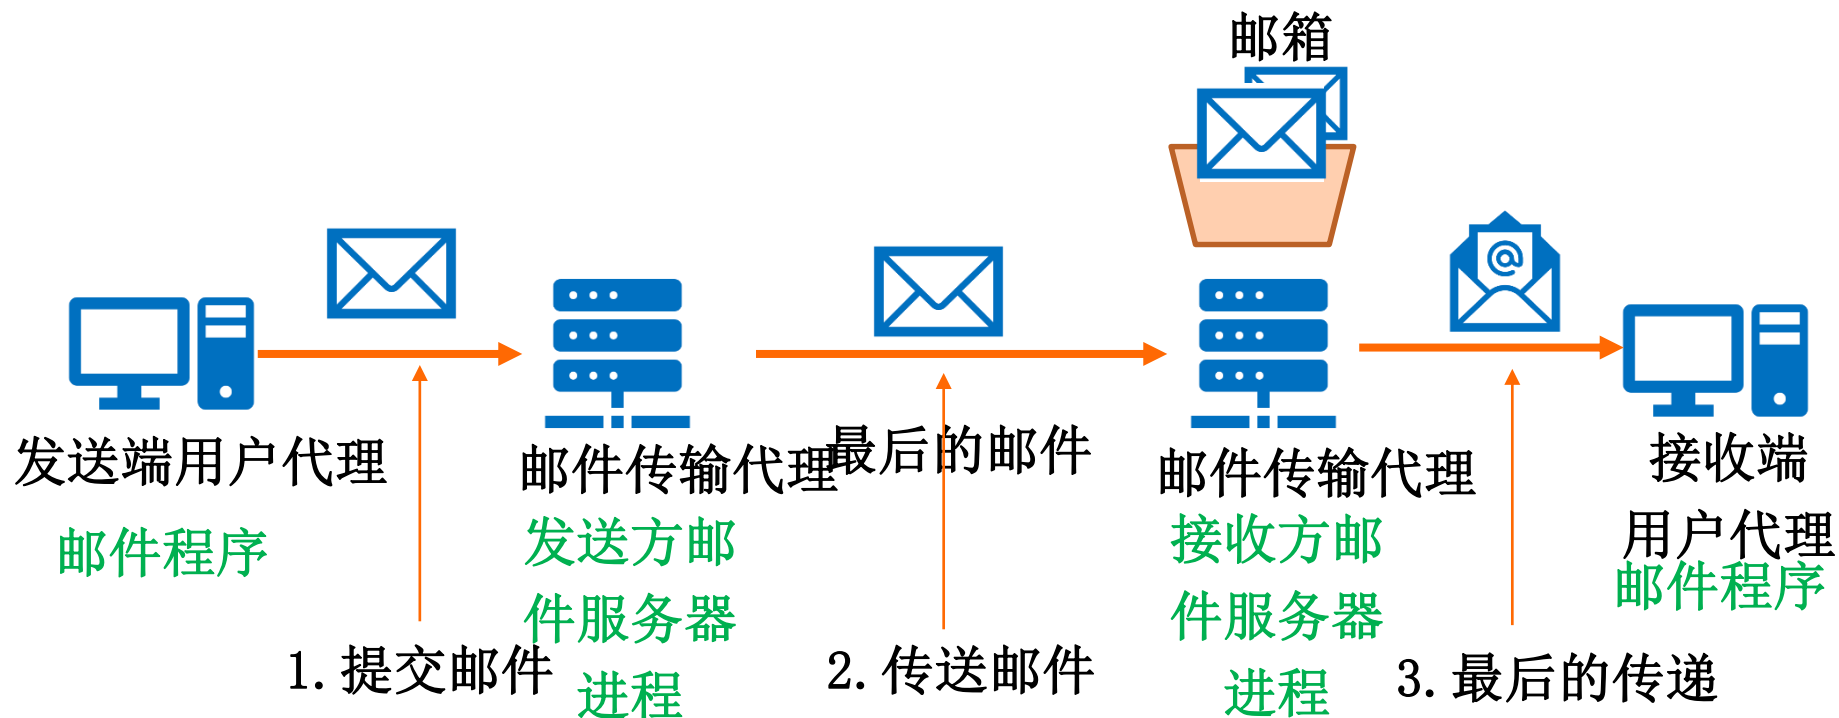 邮箱
发送端用户代理
邮件程序
邮件传输代理
发送方邮
件服务器
进程
最后的邮件
邮件传输代理
接收方邮
件服务器
进程
接收端
用户代理
邮件程序
1.提交邮件
2.传送邮件
3.最后的传递